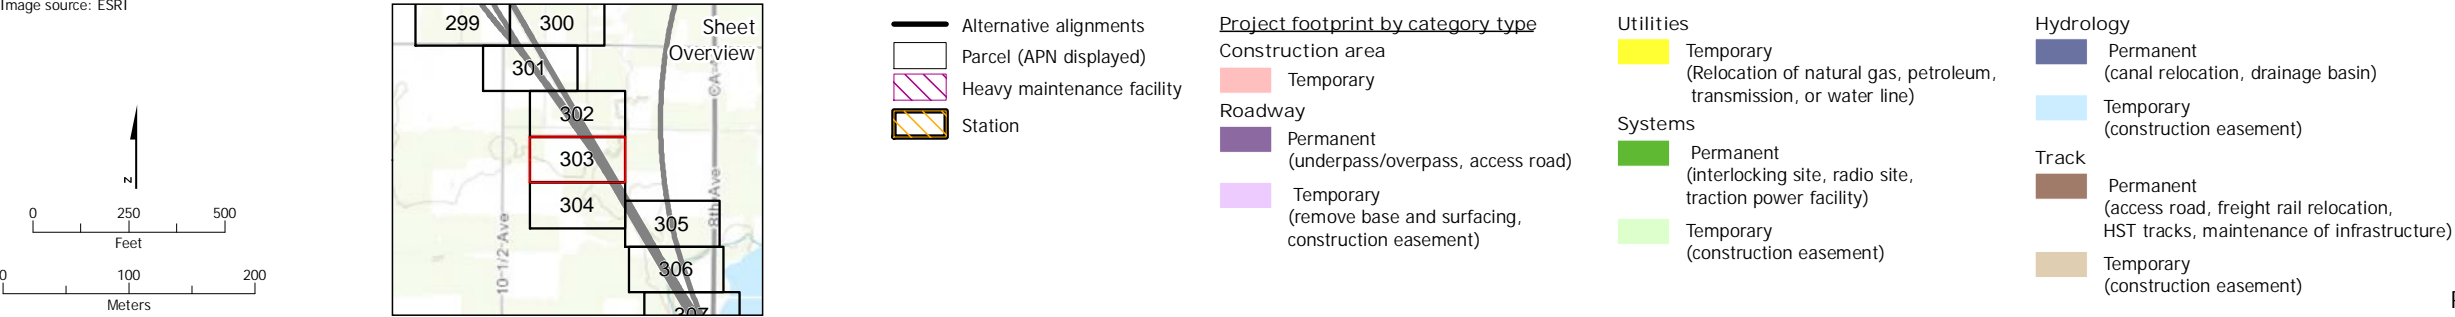 Image source: ESRI
N
0 250 500
Feet
0 100 200
Meters
299 300
301
302
303
304
305
306
307
Sheet
Overview
10-1/2-Ave
8th Ave
Alternative alignments
Parcel (APN displayed)
Heavy maintenance facility
Station
Project footprint by category type
Construction area
Temporary
Roadway
Permanent
(underpass/overpass, access road)
Temporary
(remove base and surfacing,
construction easement)
Utilities
Temporary
(Relocation of natural gas, petroleum,
transmission, or water line)
Systems
Permanent
(interlocking site, radio site,
traction power facility)
Temporary
(construction easement)
Hydrology
Permanent
(canal relocation, drainage basin)
Temporary
(construction easement)
Track
Permanent
(access road, freight rail relocation,
HST tracks, maintenance of infrastructure)
Temporary
(construction easement)